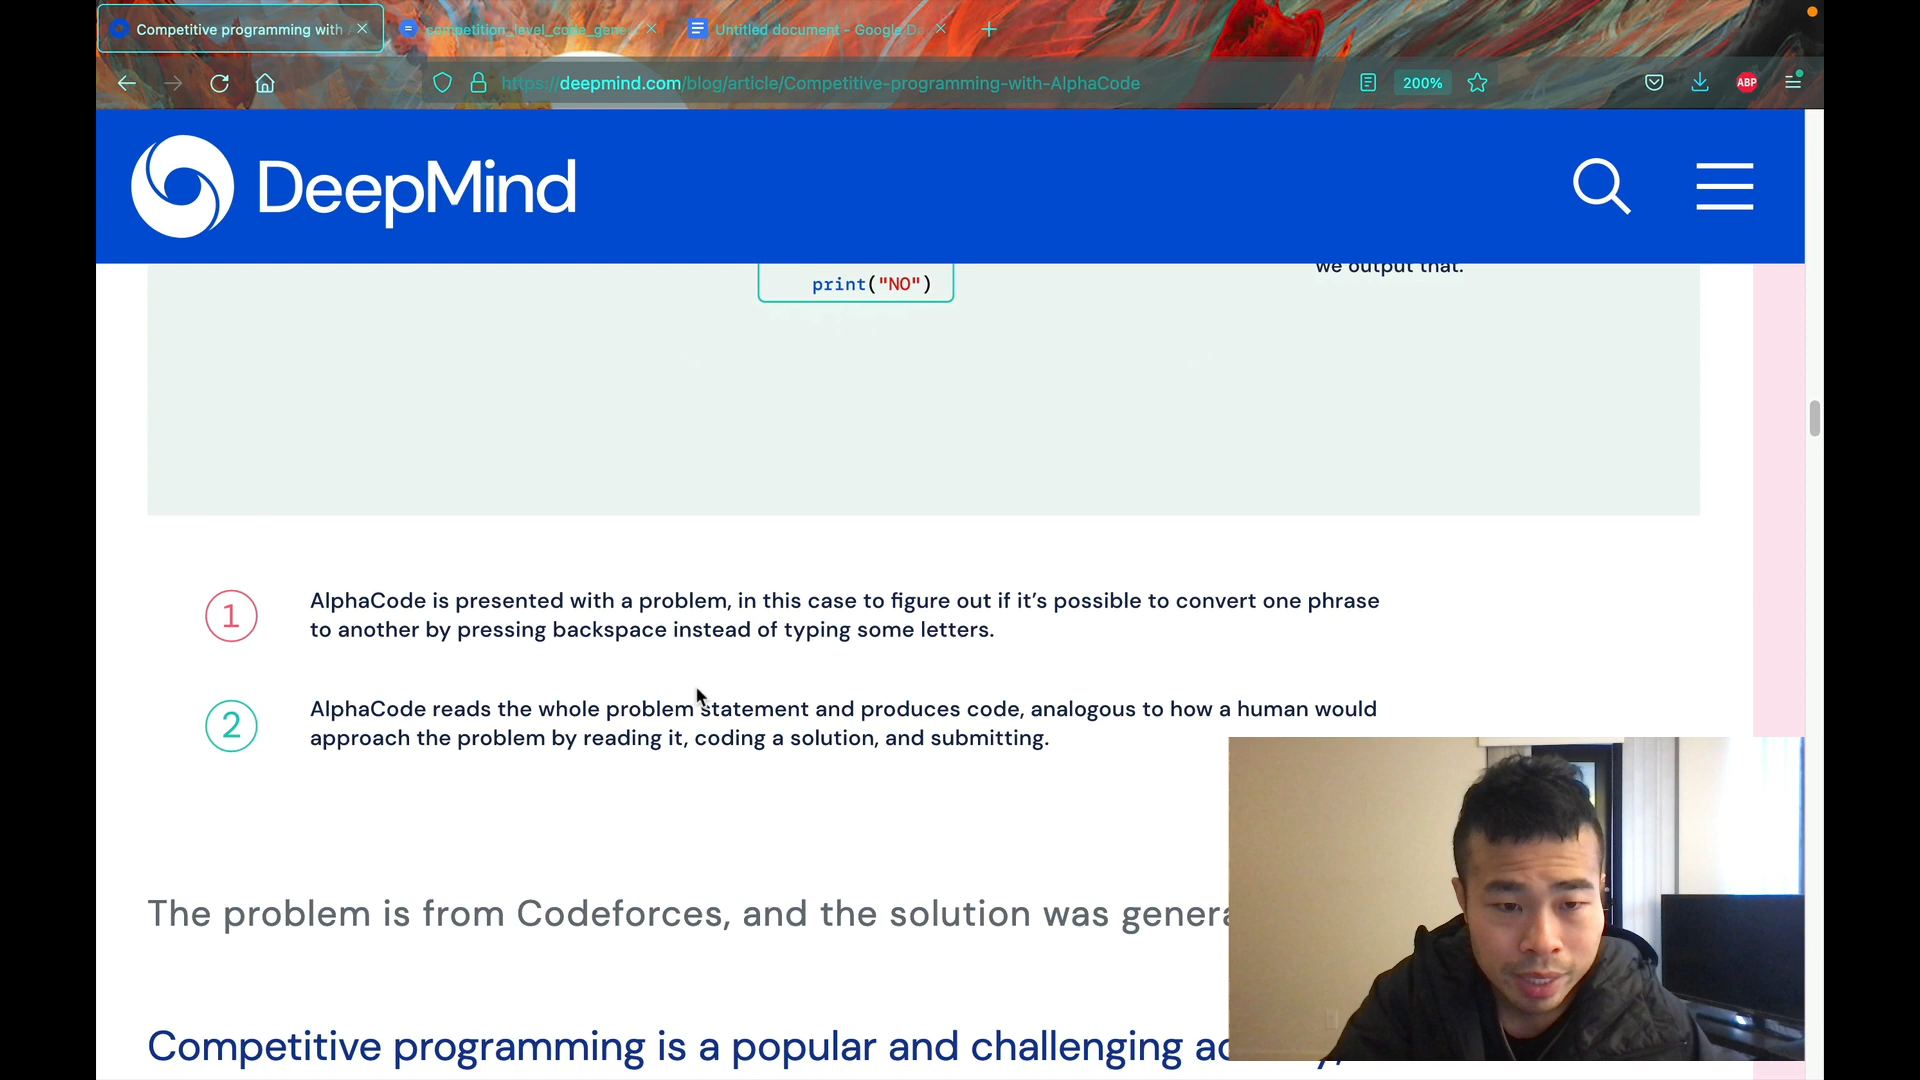 Competitive programming with
competition_level_code_gene
Untitled document - Google Do
https://deepmind.com/blog/article/Competitive-programming-with-AlphaCode
200%
ABP
DeepMind
we output that.
print("NO")
1
AlphaCode is presented with a problem, in this case to figure out if it's possible to convert one phrase
to another by pressing backspace instead of typing some letters.
2
AlphaCode reads the whole problem statement and produces code, analogous to how a human would
approach the problem by reading it, coding a solution, and submitting.
The problem is from Codeforces, and the solution was genera
Competitive programming is a popular and challenging ac